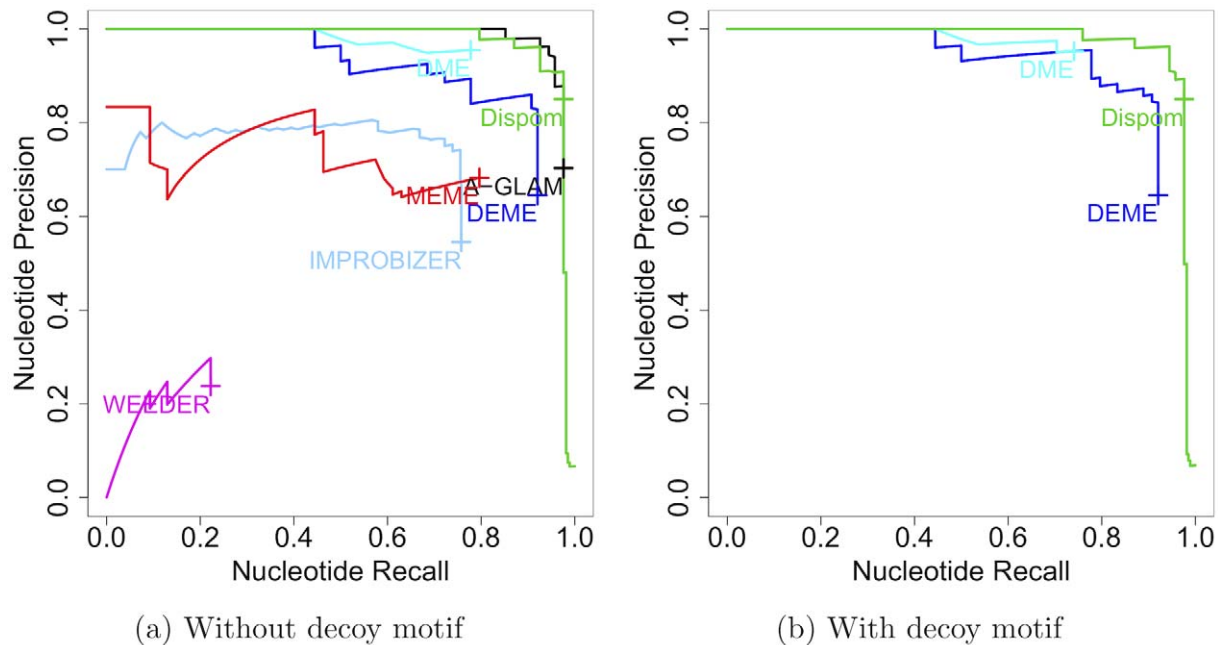 1.0
0.8
0.6
0.4
0.2
0.0
Nucleotide Precision
DME
Dispom
A-GLAM
MEME
DEME
IMPROBIZER
WEEDER
0.0 0.2 0.4 0.6 0.8 1.0
Nucleotide Recall
(a) Without decoy motif
1.0
0.8
0.6
0.4
0.2
0.0
Nucleotide Precision
DME
Dispom
DEME
0.0 0.2 0.4 0.6 0.8 1.0
Nucleotide Recall
(b) With decoy motif